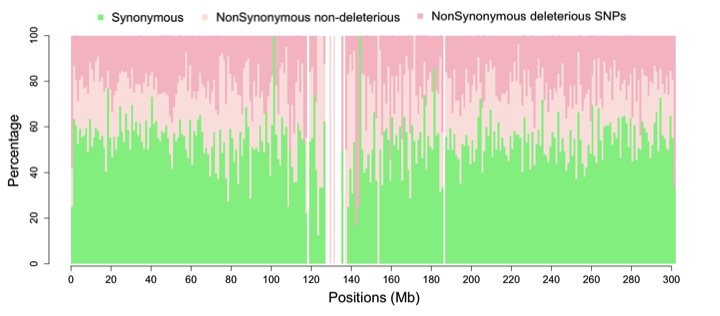 Synonymous NonSynonymous non-deleterious NonSynonymous deleterious SNPs
100
80
60
40
20
0
Percentage
0 20 40 60 80 100 120 140 160 180 200 220 240 260 280 300
Positions (Mb)